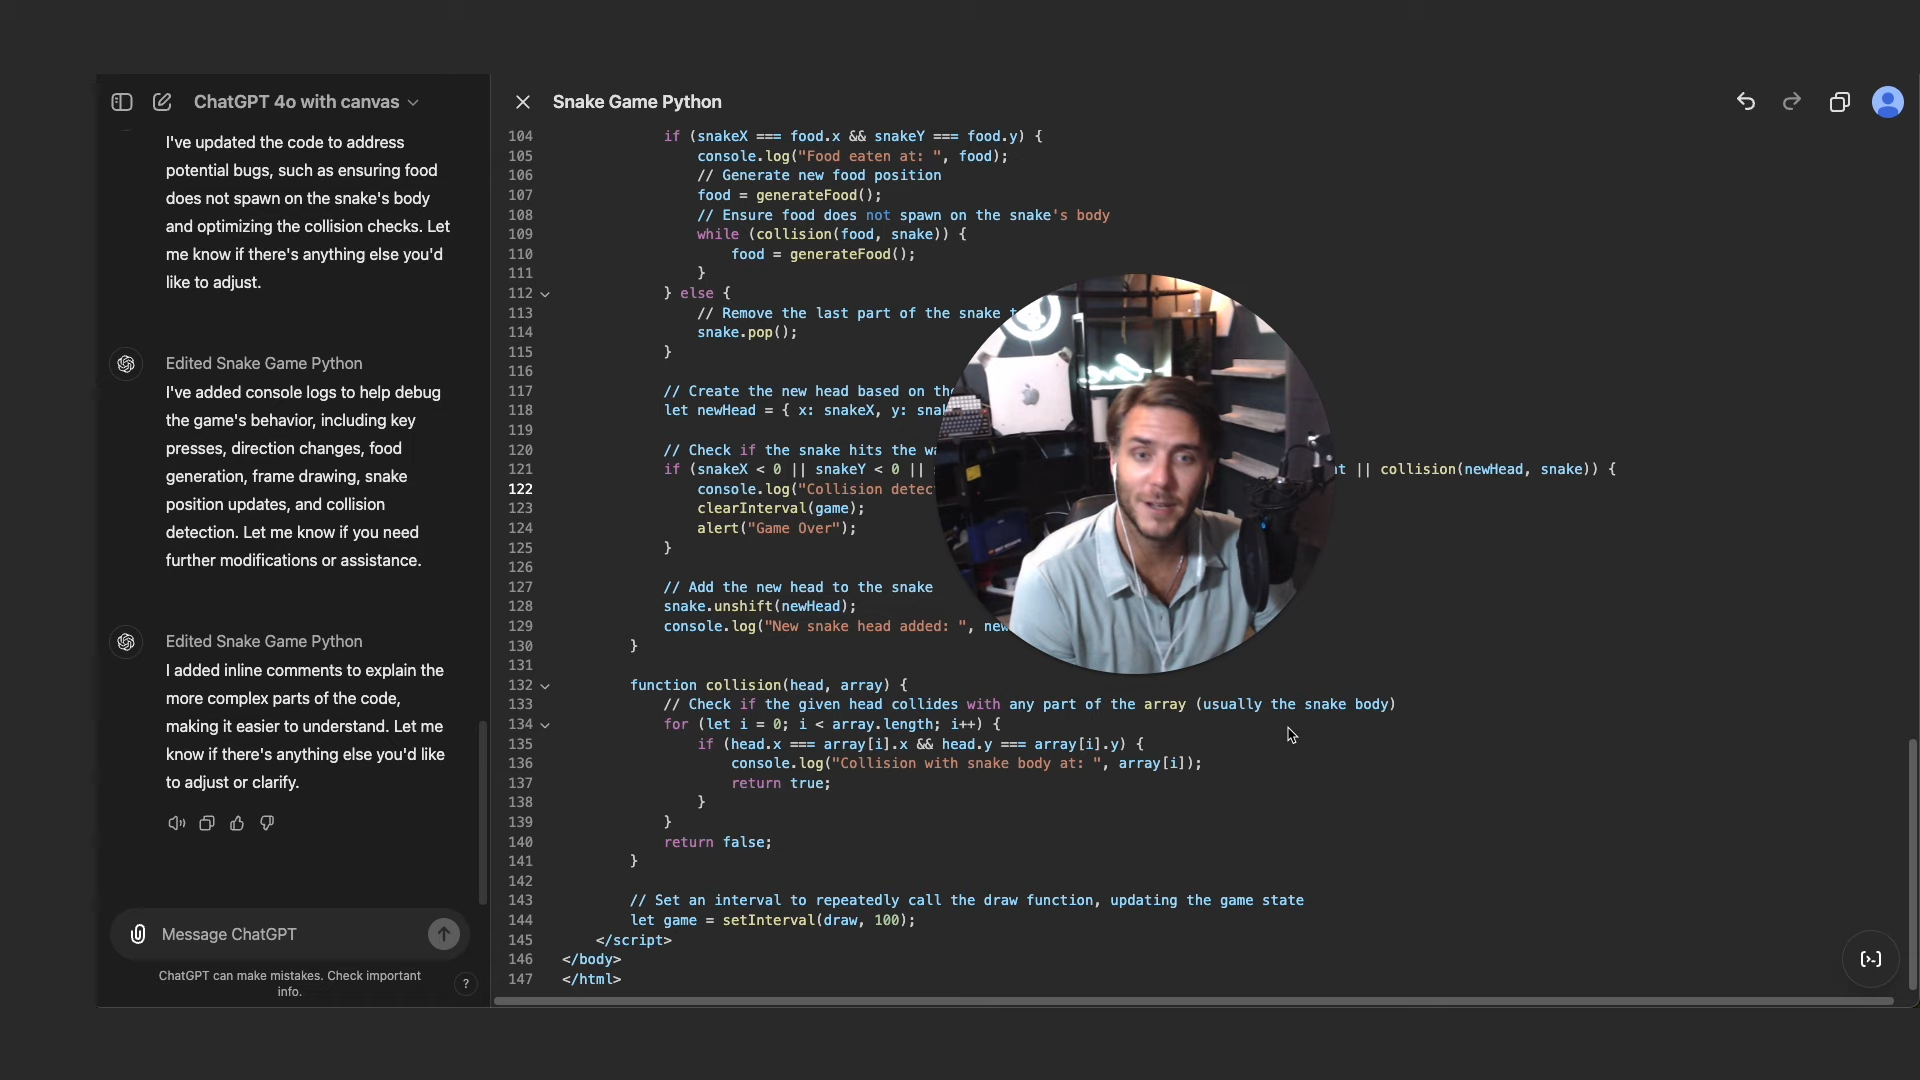 ChatGPT 4o with canvas
I've updated the code to address
potential bugs, such as ensuring food
does not spawn on the snake's body
and optimizing the collision checks. Let
me know if there's anything else you'd
like to adjust.
Edited Snake Game Python
I've added console logs to help debug
the game's behavior, including key
presses, direction changes, food
generation, frame drawing, snake
position updates, and collision
detection. Let me know if you need
further modifications or assistance.
Edited Snake Game Python
I added inline comments to explain the
more complex parts of the code,
making it easier to understand. Let me
know if there's anything else you'd like
to adjust or clarify.
Message ChatGPT
ChatGPT can make mistakes. Check important
info.
?
Snake Game Python
104 if (snakeX === food.x && snakeY === food.y) {
105 console.log("Food eaten at: ", food);
106 // Generate new food position
107 food = generateFood();
108 // Ensure food does not spawn on the snake's body
109 while (collision(food, snake)) {
110 food = generateFood();
111 }
112 } else {
113 // Remove the last part of the snake
114 snake.pop();
115 }
116
117 // Create the new head based on the
118 let newHead = { x: snakeX, y:
119
120 // Check if the snake hits the
121 if (snakeX < 0 || snakeY < 0 || || collision(newHead, snake)) {
122 console.log("Collision
123 clearInterval(game);
124 alert("Game Over");
125 }
126
127 // Add the new head to the snake
128 snake.unshift(newHead);
129 console.log("New snake head added: ",
130 }
131
132 function collision(head, array) {
133 // Check if the given head collides with any part of the array (usually the snake body)
134 for (let i = 0; i < array.length; i++) {
135 if (head.x === array[i].x && head.y === array[i].y) {
136 console.log("Collision with snake body at: ", array[i]);
137 return true;
138 }
139 }
140 return false;
141 }
142
143 // Set an interval to repeatedly call the draw function, updating the game state
144 let game = setInterval(draw, 100);
145 </script>
146 </body>
147 </html>